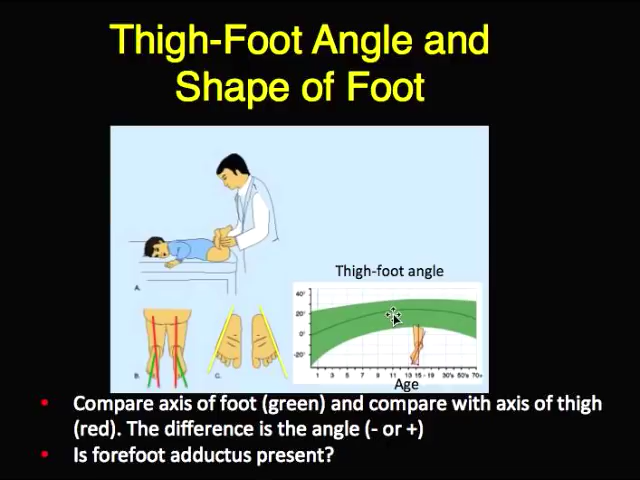 Thigh-Foot Angle and
Shape of Foot
A.
Thigh-foot angle
40°
20°
0°
-20°
1 3 5 7 9 11 13 15 - 19 30's 50's 70+
Age
B.
C.
• Compare axis of foot (green) and compare with axis of thigh
(red). The difference is the angle (- or +)
• Is forefoot adductus present?